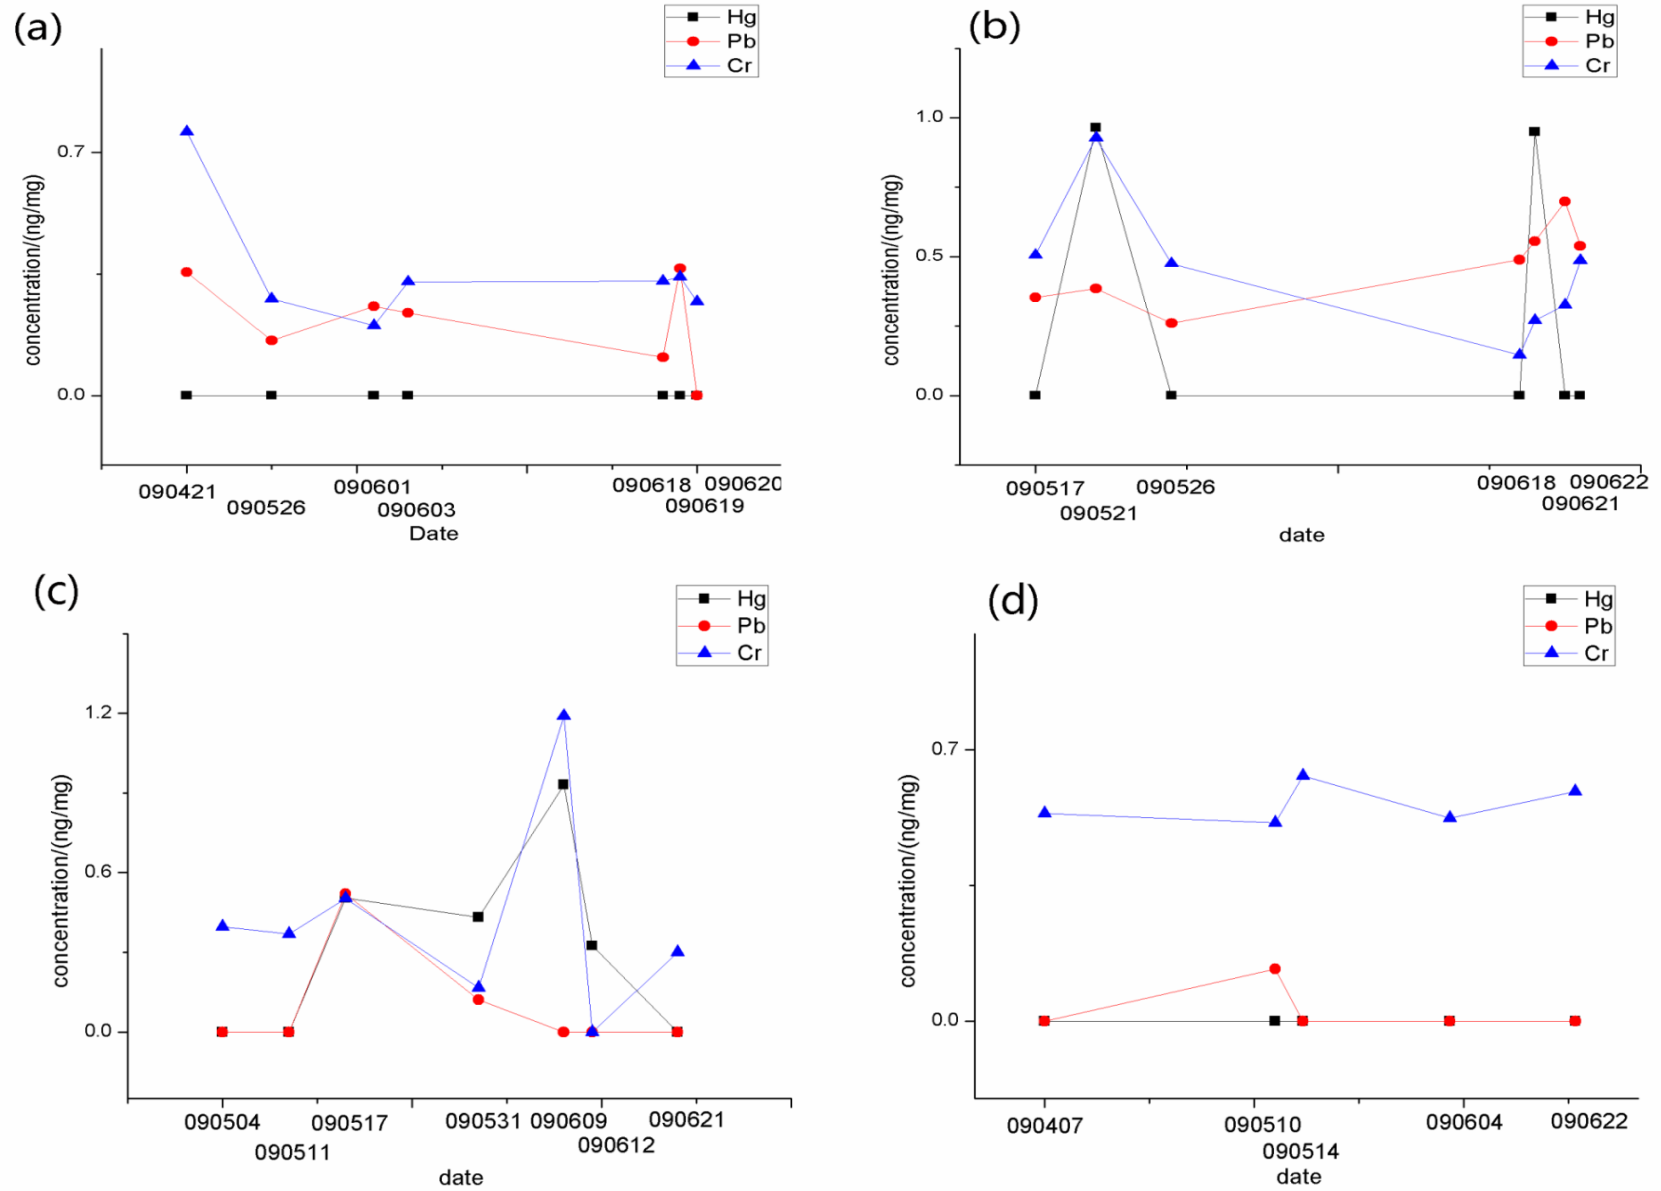 (a)
Hg
Pb
Cr
0.7
0.0
concentration/(ng/mg)
090421
090526
090601
090603
090618
090619
090620
Date
(b)
Hg
Pb
Cr
1.0
0.5
0.0
concentration/(ng/mg)
090517
090521
090526
090618
090621
090622
date
(c)
Hg
Pb
Cr
1.2
0.6
0.0
concentration/(ng/mg)
090504
090511
090517
090531
090609
090612
090621
date
(d)
Hg
Pb
Cr
0.7
0.0
concentration/(ng/mg)
090407
090510
090514
090604
090622
date